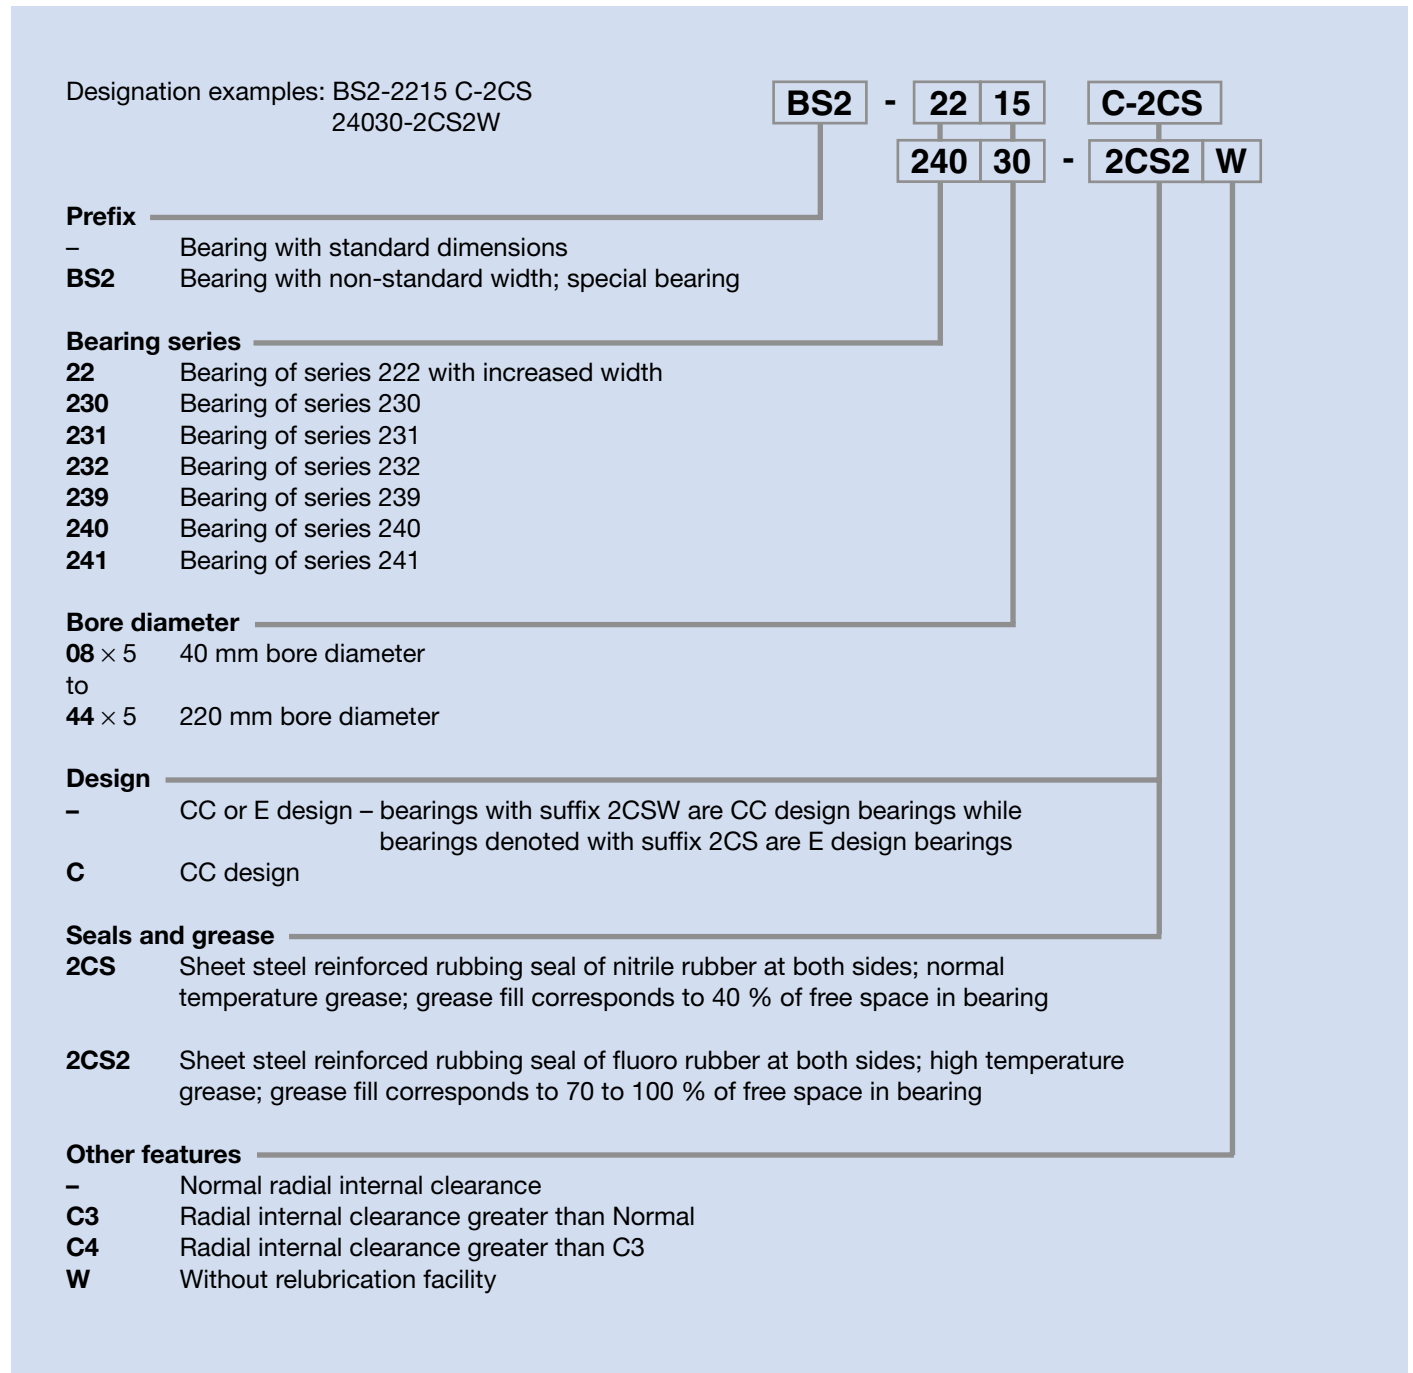 Designation examples: BS2-2215 C-2CS
24030-2CS2W
BS2 - 22 15 C-2CS
240 30 - 2CS2 W
Prefix
– Bearing with standard dimensions
BS2 Bearing with non-standard width; special bearing
Bearing series
22 Bearing of series 222 with increased width
230 Bearing of series 230
231 Bearing of series 231
232 Bearing of series 232
239 Bearing of series 239
240 Bearing of series 240
241 Bearing of series 241
Bore diameter
08 × 5 40 mm bore diameter
to
44 × 5 220 mm bore diameter
Design
– CC or E design – bearings with suffix 2CSW are CC design bearings while
bearings denoted with suffix 2CS are E design bearings
C CC design
Seals and grease
2CS Sheet steel reinforced rubbing seal of nitrile rubber at both sides; normal
temperature grease; grease fill corresponds to 40 % of free space in bearing
2CS2 Sheet steel reinforced rubbing seal of fluoro rubber at both sides; high temperature
grease; grease fill corresponds to 70 to 100 % of free space in bearing
Other features
– Normal radial internal clearance
C3 Radial internal clearance greater than Normal
C4 Radial internal clearance greater than C3
W Without relubrication facility